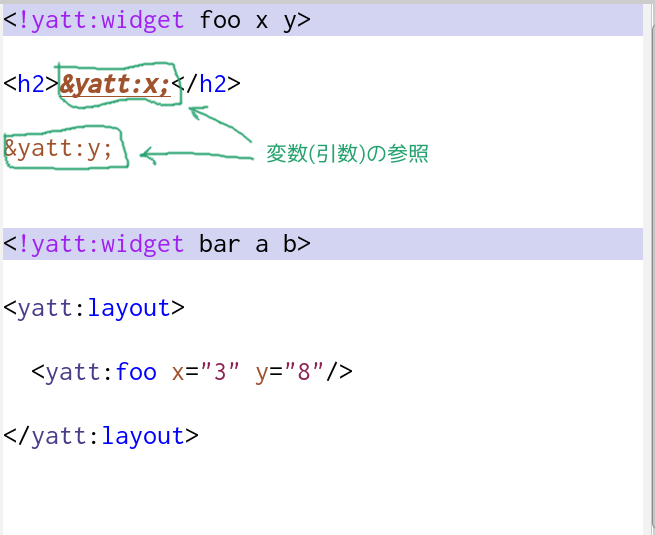 <!yatt:widget foo x y>
<h2>&yatt:x;</h2>
&yatt:y;
変数(引数)の参照
<!yatt:widget bar a b>
<yatt:layout>
<yatt:foo x="3" y="8"/>
</yatt:layout>